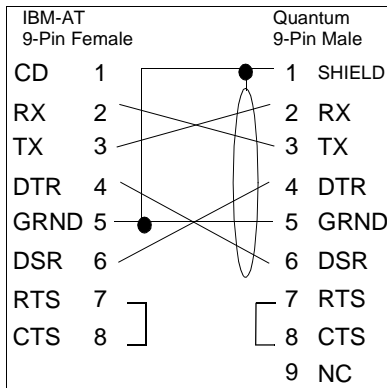 IBM-AT Quantum
9-Pin Female 9-Pin Male
CD 1 1 SHIELD
RX 2 2 RX
TX 3 3 TX
DTR 4 4 DTR
GRND 5 5 GRND
DSR 6 6 DSR
RTS 7 7 RTS
CTS 8 8 CTS
9 NC